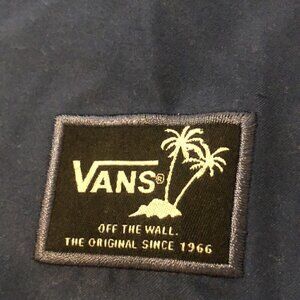 VANS®
OFF THE WALL.
THE ORIGINAL SINCE 1966